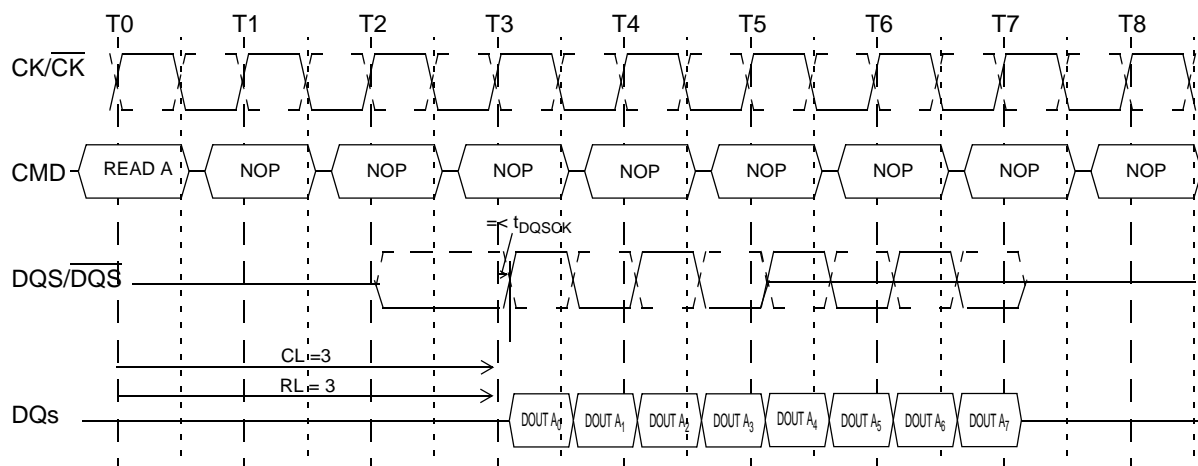 T0 T1 T2 T3 T4 T5 T6 T7 T8
CK/CK
CMD READ A NOP NOP NOP NOP NOP NOP NOP NOP
=< tDQSCK
DQS/DQS
CL =3
RL = 3
DQs DOUT A0 DOUT A1 DOUT A2 DOUT A3 DOUT A4 DOUT A5 DOUT A6 DOUT A7